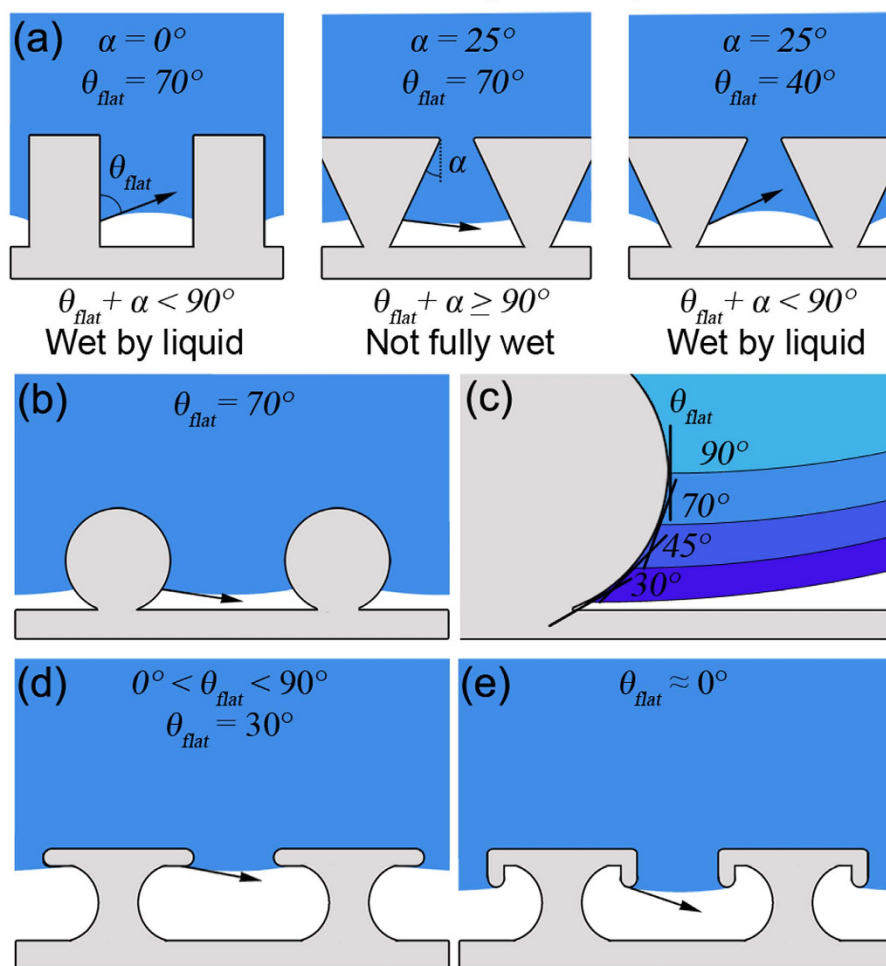 (a)
α = 0°
θflat = 70°
θflat
θflat + α < 90°
Wet by liquid
α = 25°
θflat = 70°
α
θflat + α ≥ 90°
Not fully wet
α = 25°
θflat = 40°
θflat + α < 90°
Wet by liquid
(b)
θflat = 70°
(c)
θflat
90°
70°
45°
30°
(d)
0° < θflat < 90°
θflat = 30°
(e)
θflat ≈ 0°